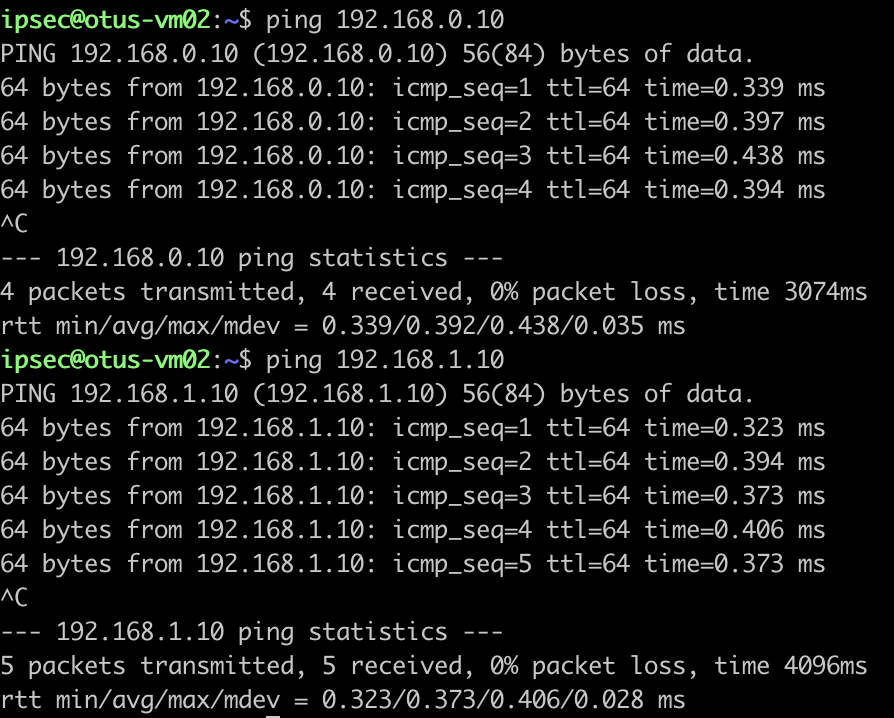 ipsec@otus-vm02:~$ ping 192.168.0.10
PING 192.168.0.10 (192.168.0.10) 56(84) bytes of data.
64 bytes from 192.168.0.10: icmp_seq=1 ttl=64 time=0.339 ms
64 bytes from 192.168.0.10: icmp_seq=2 ttl=64 time=0.397 ms
64 bytes from 192.168.0.10: icmp_seq=3 ttl=64 time=0.438 ms
64 bytes from 192.168.0.10: icmp_seq=4 ttl=64 time=0.394 ms
^C
--- 192.168.0.10 ping statistics ---
4 packets transmitted, 4 received, 0% packet loss, time 3074ms
rtt min/avg/max/mdev = 0.339/0.392/0.438/0.035 ms
ipsec@otus-vm02:~$ ping 192.168.1.10
PING 192.168.1.10 (192.168.1.10) 56(84) bytes of data.
64 bytes from 192.168.1.10: icmp_seq=1 ttl=64 time=0.323 ms
64 bytes from 192.168.1.10: icmp_seq=2 ttl=64 time=0.394 ms
64 bytes from 192.168.1.10: icmp_seq=3 ttl=64 time=0.373 ms
64 bytes from 192.168.1.10: icmp_seq=4 ttl=64 time=0.406 ms
64 bytes from 192.168.1.10: icmp_seq=5 ttl=64 time=0.373 ms
^C
--- 192.168.1.10 ping statistics ---
5 packets transmitted, 5 received, 0% packet loss, time 4096ms
rtt min/avg/max/mdev = 0.323/0.373/0.406/0.028 ms